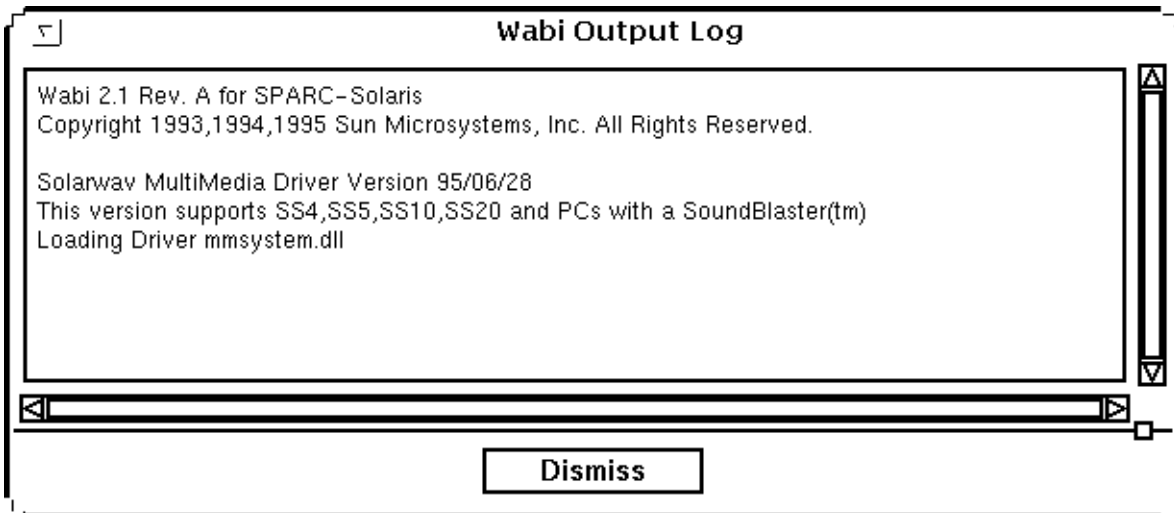 Wabi Output Log
Wabi 2.1 Rev. A for SPARC-Solaris
Copyright 1993,1994,1995 Sun Microsystems, Inc. All Rights Reserved.
Solarwav MultiMedia Driver Version 95/06/28
This version supports SS4,SS5,SS10,SS20 and PCs with a SoundBlaster(tm)
Loading Driver mmsystem.dll
Dismiss